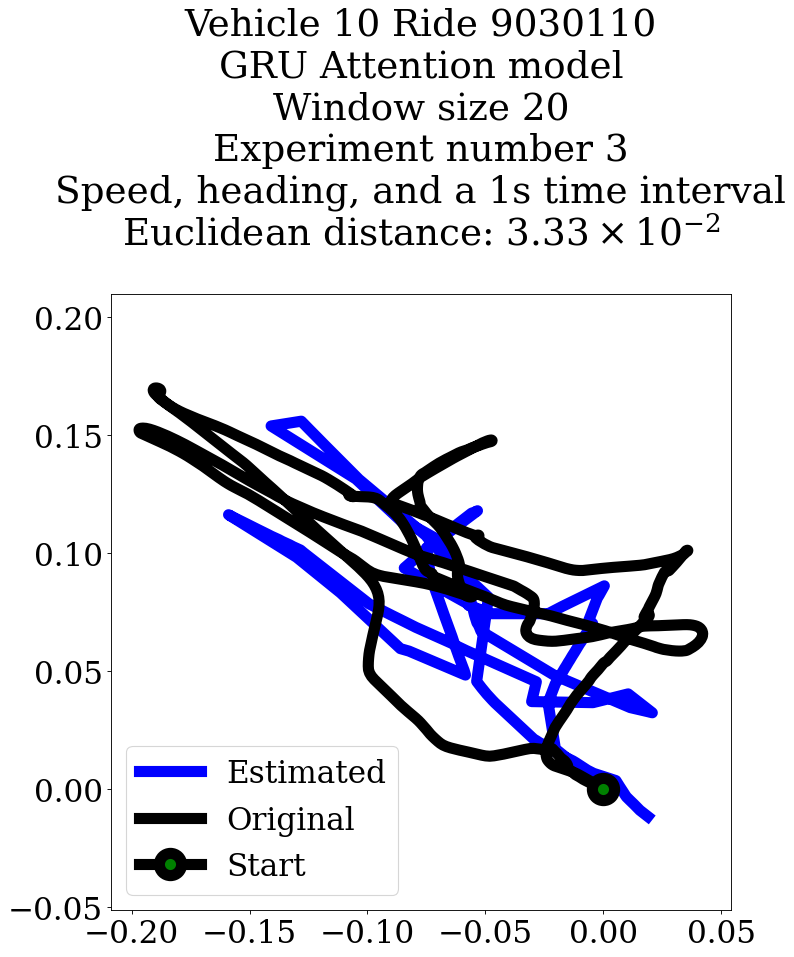 Vehicle 10 Ride 9030110
GRU Attention model
Window size 20
Experiment number 3
Speed, heading, and a 1s time interval
Euclidean distance: 3.33 × 10⁻²
0.20
0.15
0.10
0.05
0.00
−0.05
Estimated
Original
Start
−0.20 −0.15 −0.10 −0.05 0.00 0.05